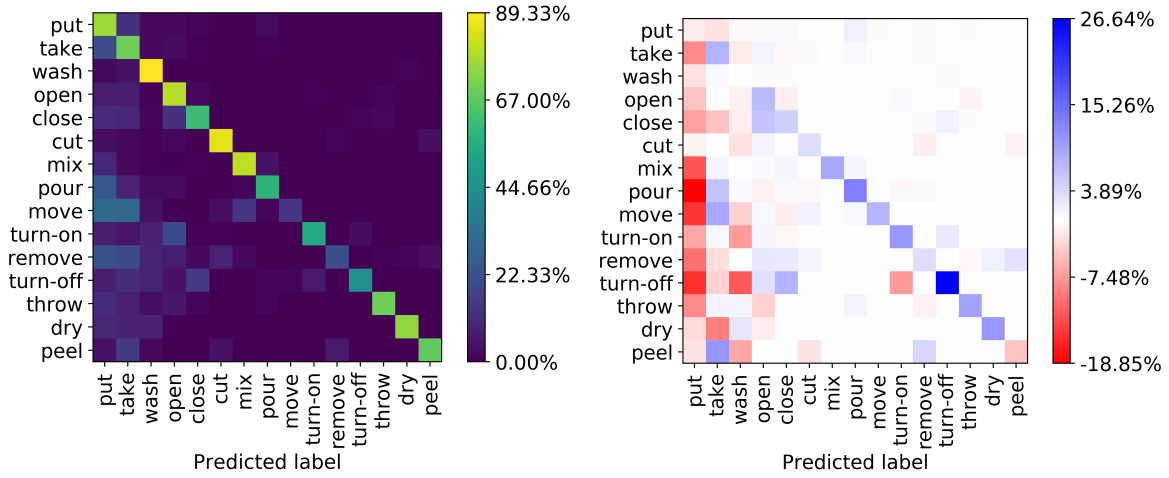 put
take
wash
open
close
cut
mix
pour
move
turn-on
remove
turn-off
throw
dry
peel
put
take
wash
open
close
cut
mix
pour
move
turn-on
remove
turn-off
throw
dry
peel
Predicted label
89.33%
67.00%
44.66%
22.33%
0.00%
put
take
wash
open
close
cut
mix
pour
move
turn-on
remove
turn-off
throw
dry
peel
put
take
wash
open
close
cut
mix
pour
move
turn-on
remove
turn-off
throw
dry
peel
Predicted label
26.64%
15.26%
3.89%
-7.48%
-18.85%